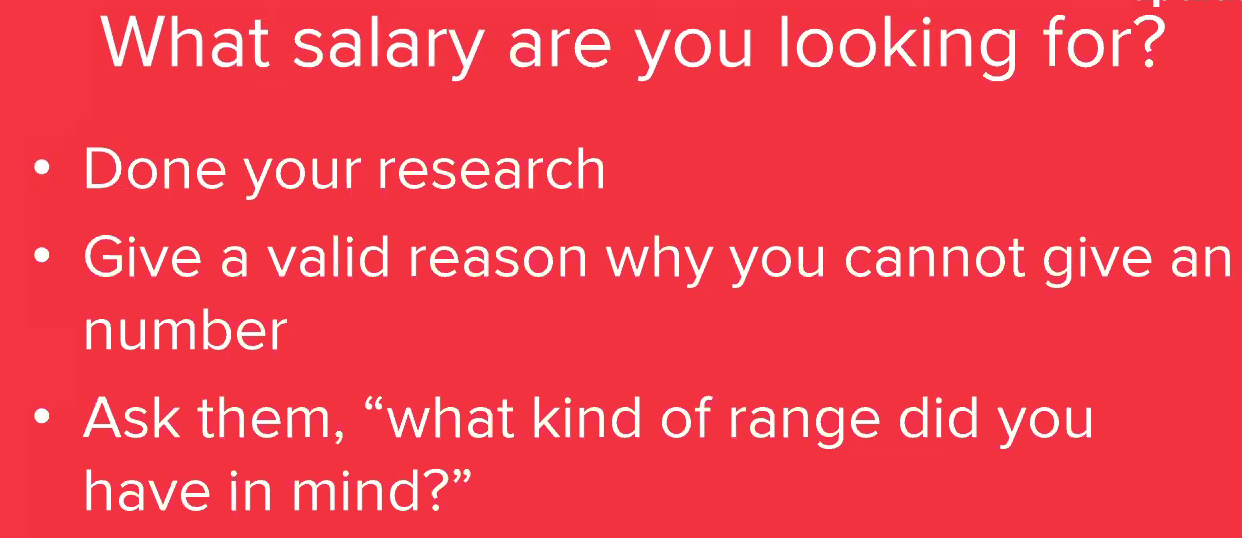 What salary are you looking for?
• Done your research
• Give a valid reason why you cannot give an
number
• Ask them, “what kind of range did you
have in mind?”